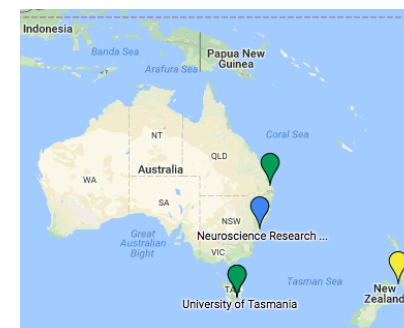 Indonesia
Banda Sea
Papua New
Guinea
Arafura Sea
Coral Sea
NT
QLD
Australia
WA
SA
NSW
Great
Australian
Bight
Neuroscience Research ...
VIC
Tasman Sea
New
Zealand
University of Tasmania